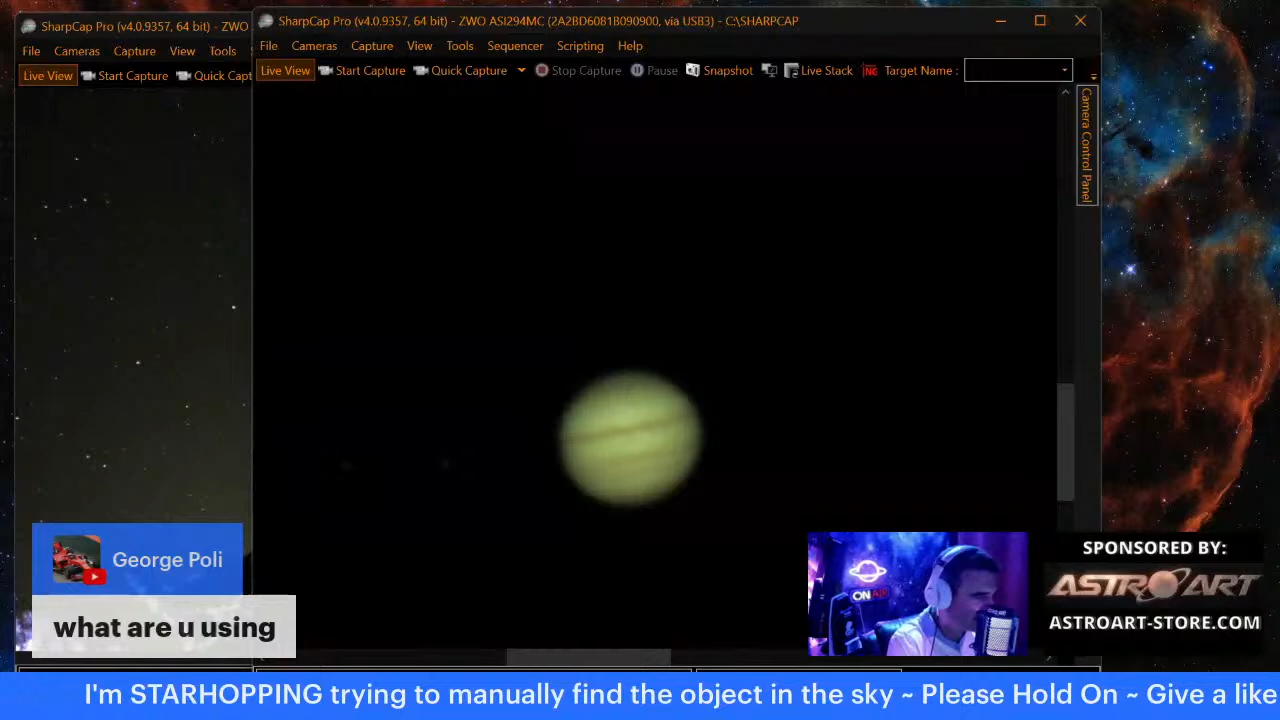 SharpCap Pro (v4.0.9357, 64 bit) - ZWO
File Cameras Capture View Tools
Live View Start Capture Quick Capt
SharpCap Pro (v4.0.9357, 64 bit) - ZWO ASI294MC (2A2BD6081B090900, via USB3) - C:\SHARPCAP
File Cameras Capture View Tools Sequencer Scripting Help
Live View Start Capture Quick Capture Stop Capture Pause Snapshot Live Stack NG Target Name :
Camera Control Panel
George Poli
what are u using
ON AIR
SPONSORED BY:
ASTROART
ASTROART-STORE.COM
I'm STARHOPPING trying to manually find the object in the sky ~ Please Hold On ~ Give a like